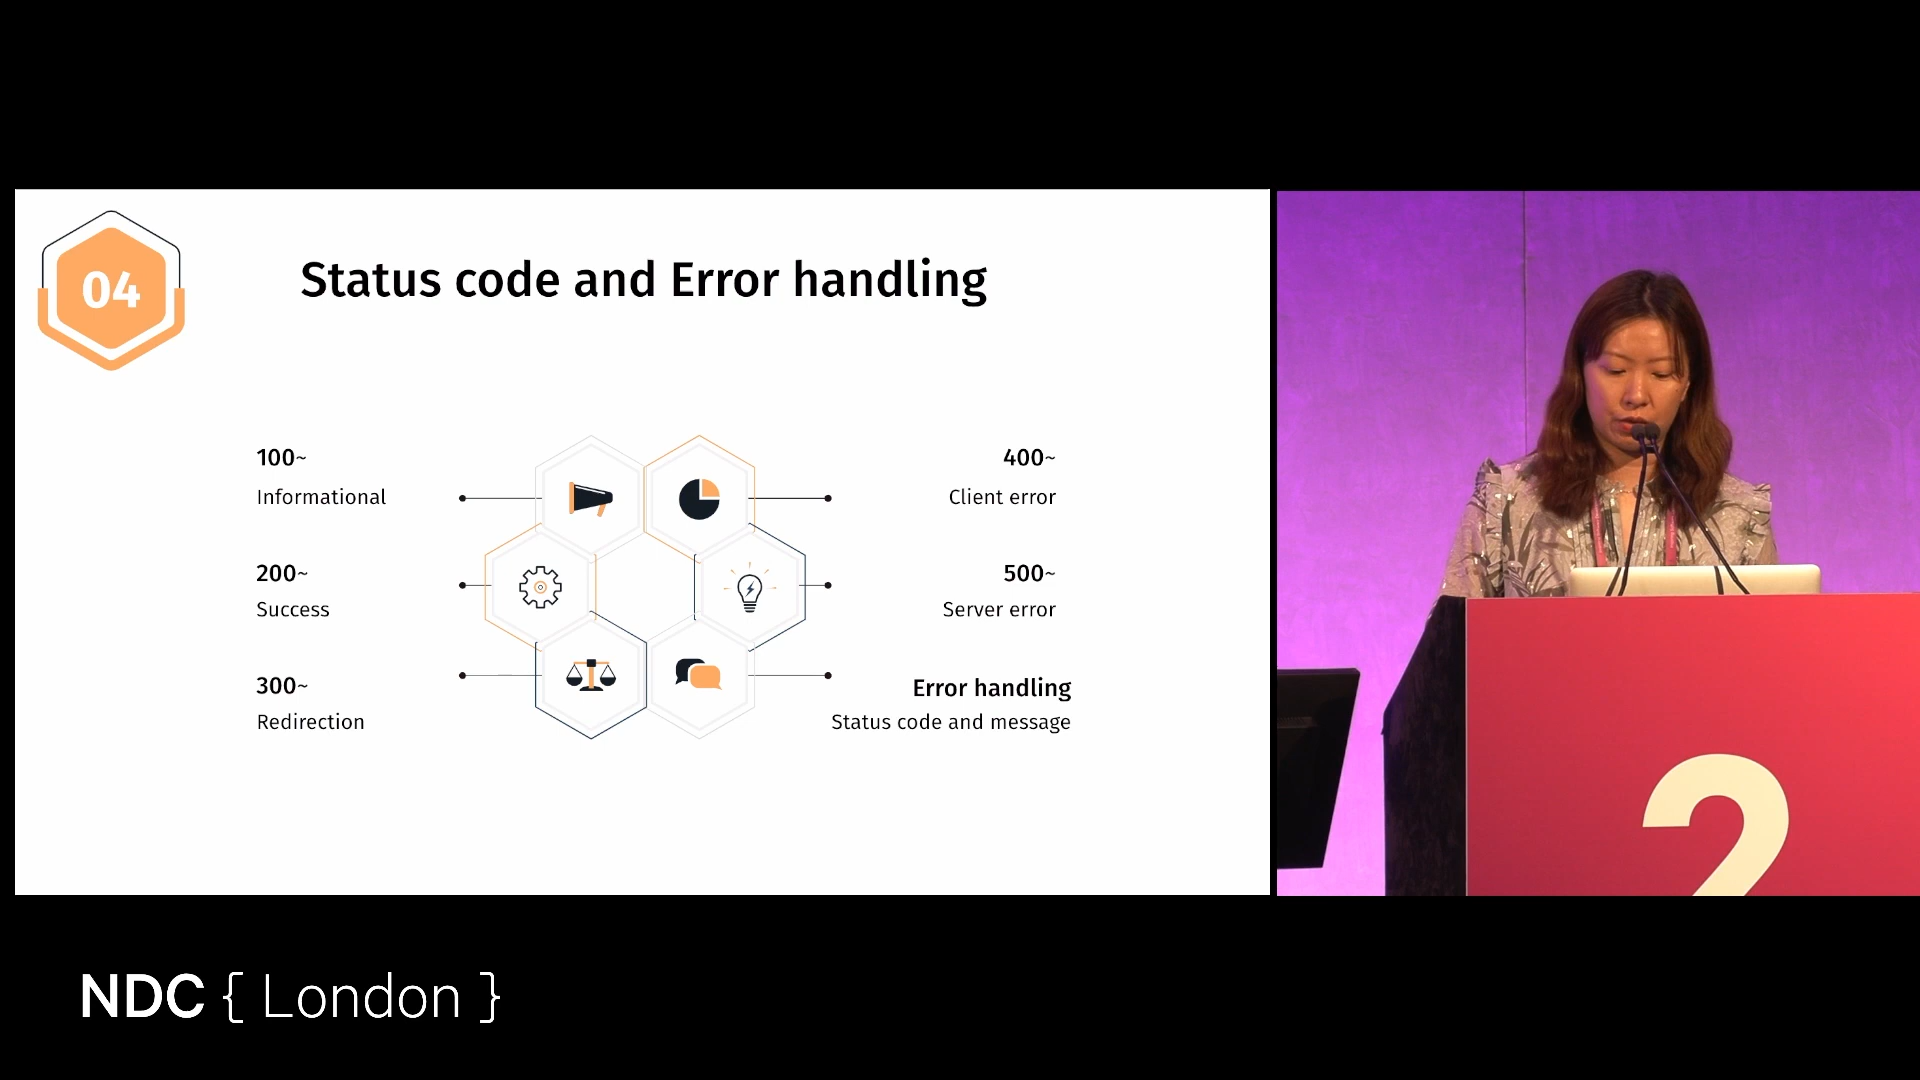 04
Status code and Error handling
100~
Informational
200~
Success
300~
Redirection
400~
Client error
500~
Server error
Error handling
Status code and message
2
NDC { London }